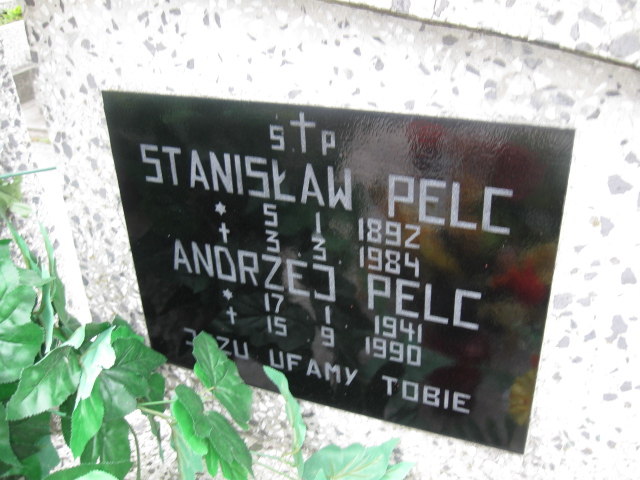 S † P
STANISŁAW PELC
* 5 1 1892
† 3 . 3 . 1984
ANDRZEJ PELC
* 17 1 1941
† 15 . 9 1990
UFAMY TOBIE